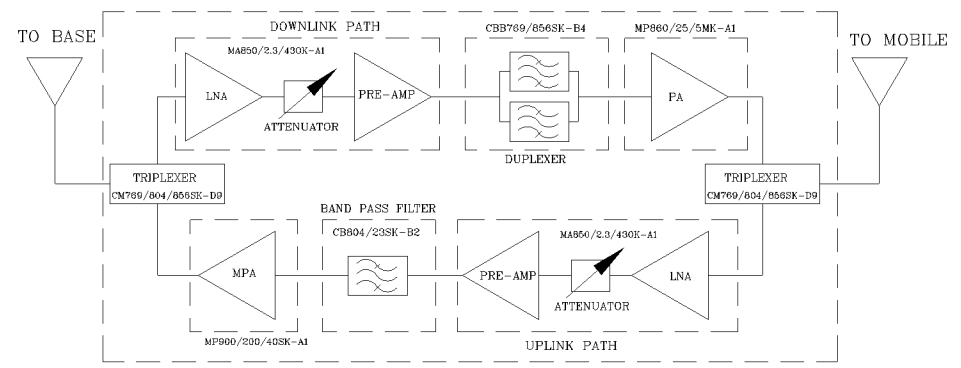 DOWNLINK PATH
CBB769/856SK-B4
MP860/25/5MK-A1
TO BASE
TO MOBILE
MA850/2.3/430K-A1
LNA
PRE-AMP
PA
ATTENUATOR
DUPLEXER
TRIPLEXER
CM769/804/856SK-D9
TRIPLEXER
CM769/804/856SK-D9
BAND PASS FILTER
CB804/23SK-B2
MA850/2.3/430K-A1
MPA
PRE-AMP
LNA
ATTENUATOR
MP900/200/40SK-A1
UPLINK PATH